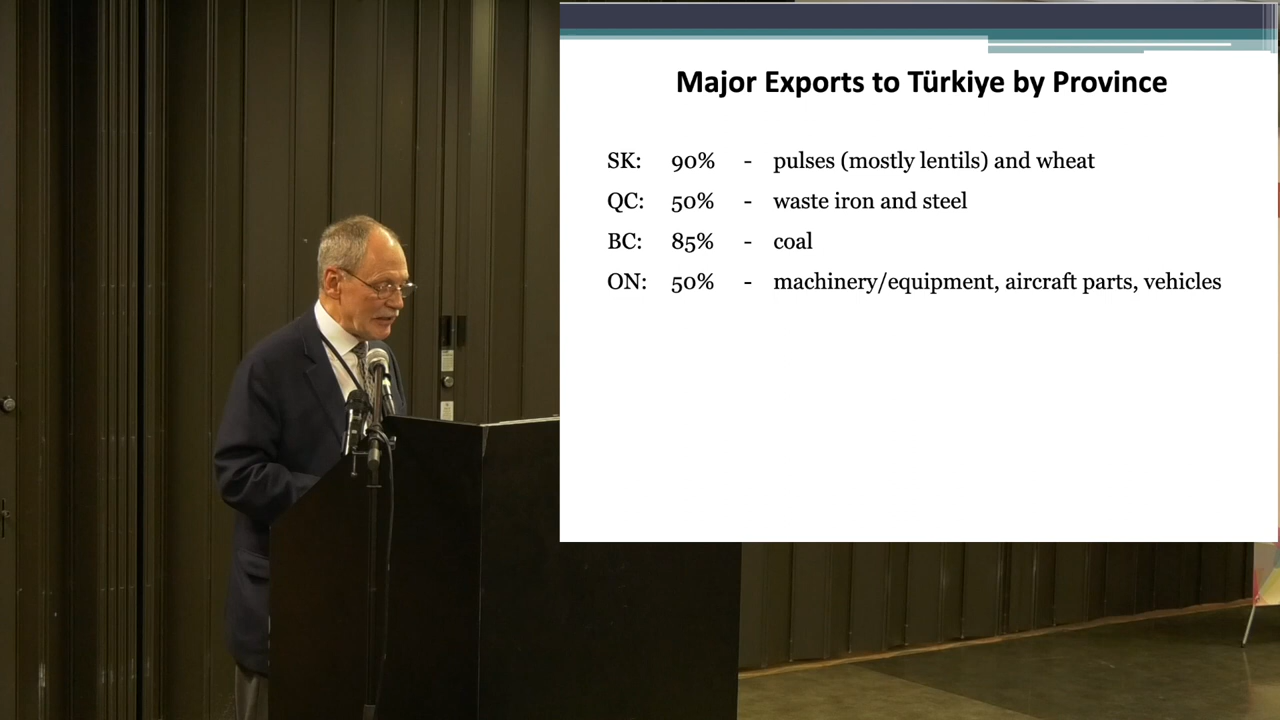 Major Exports to Türkiye by Province
SK: 90% - pulses (mostly lentils) and wheat
QC: 50% - waste iron and steel
BC: 85% - coal
ON: 50% - machinery/equipment, aircraft parts, vehicles